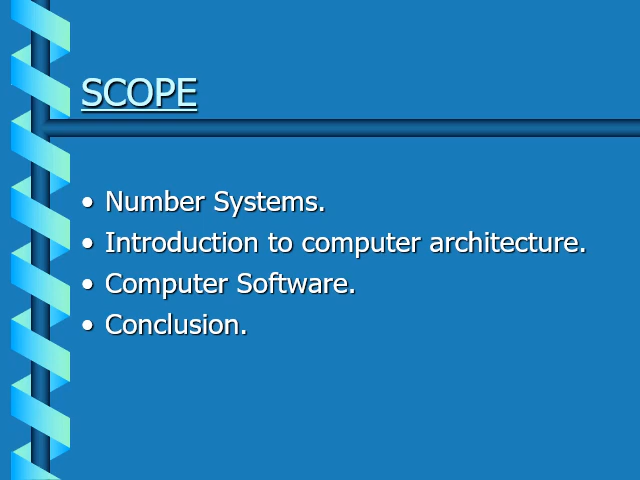 SCOPE
• Number Systems.
• Introduction to computer architecture.
• Computer Software.
• Conclusion.